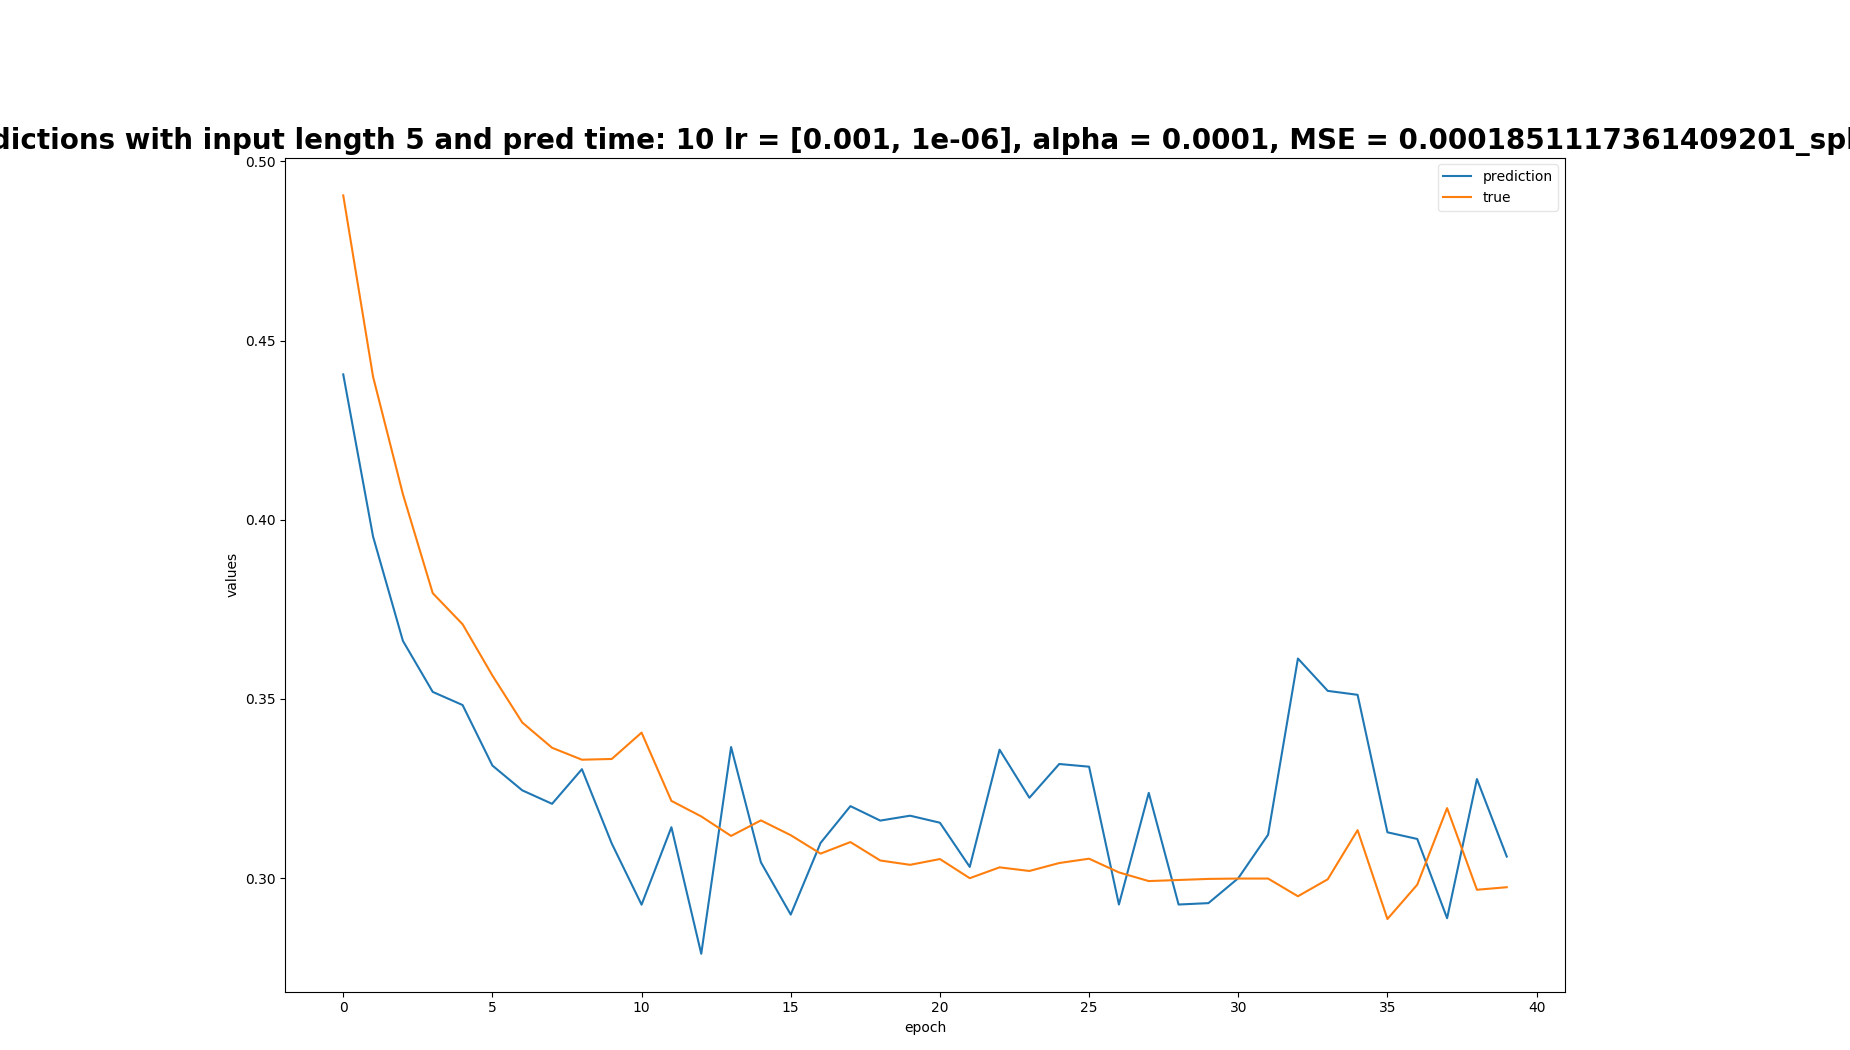 dictions with input length 5 and pred time: 10 lr = [0.001, 1e-06], alpha = 0.0001, MSE = 0.0001851117361409201_spl
prediction
true
0.50
0.45
0.40
0.35
0.30
values
0 5 10 15 20 25 30 35 40
epoch